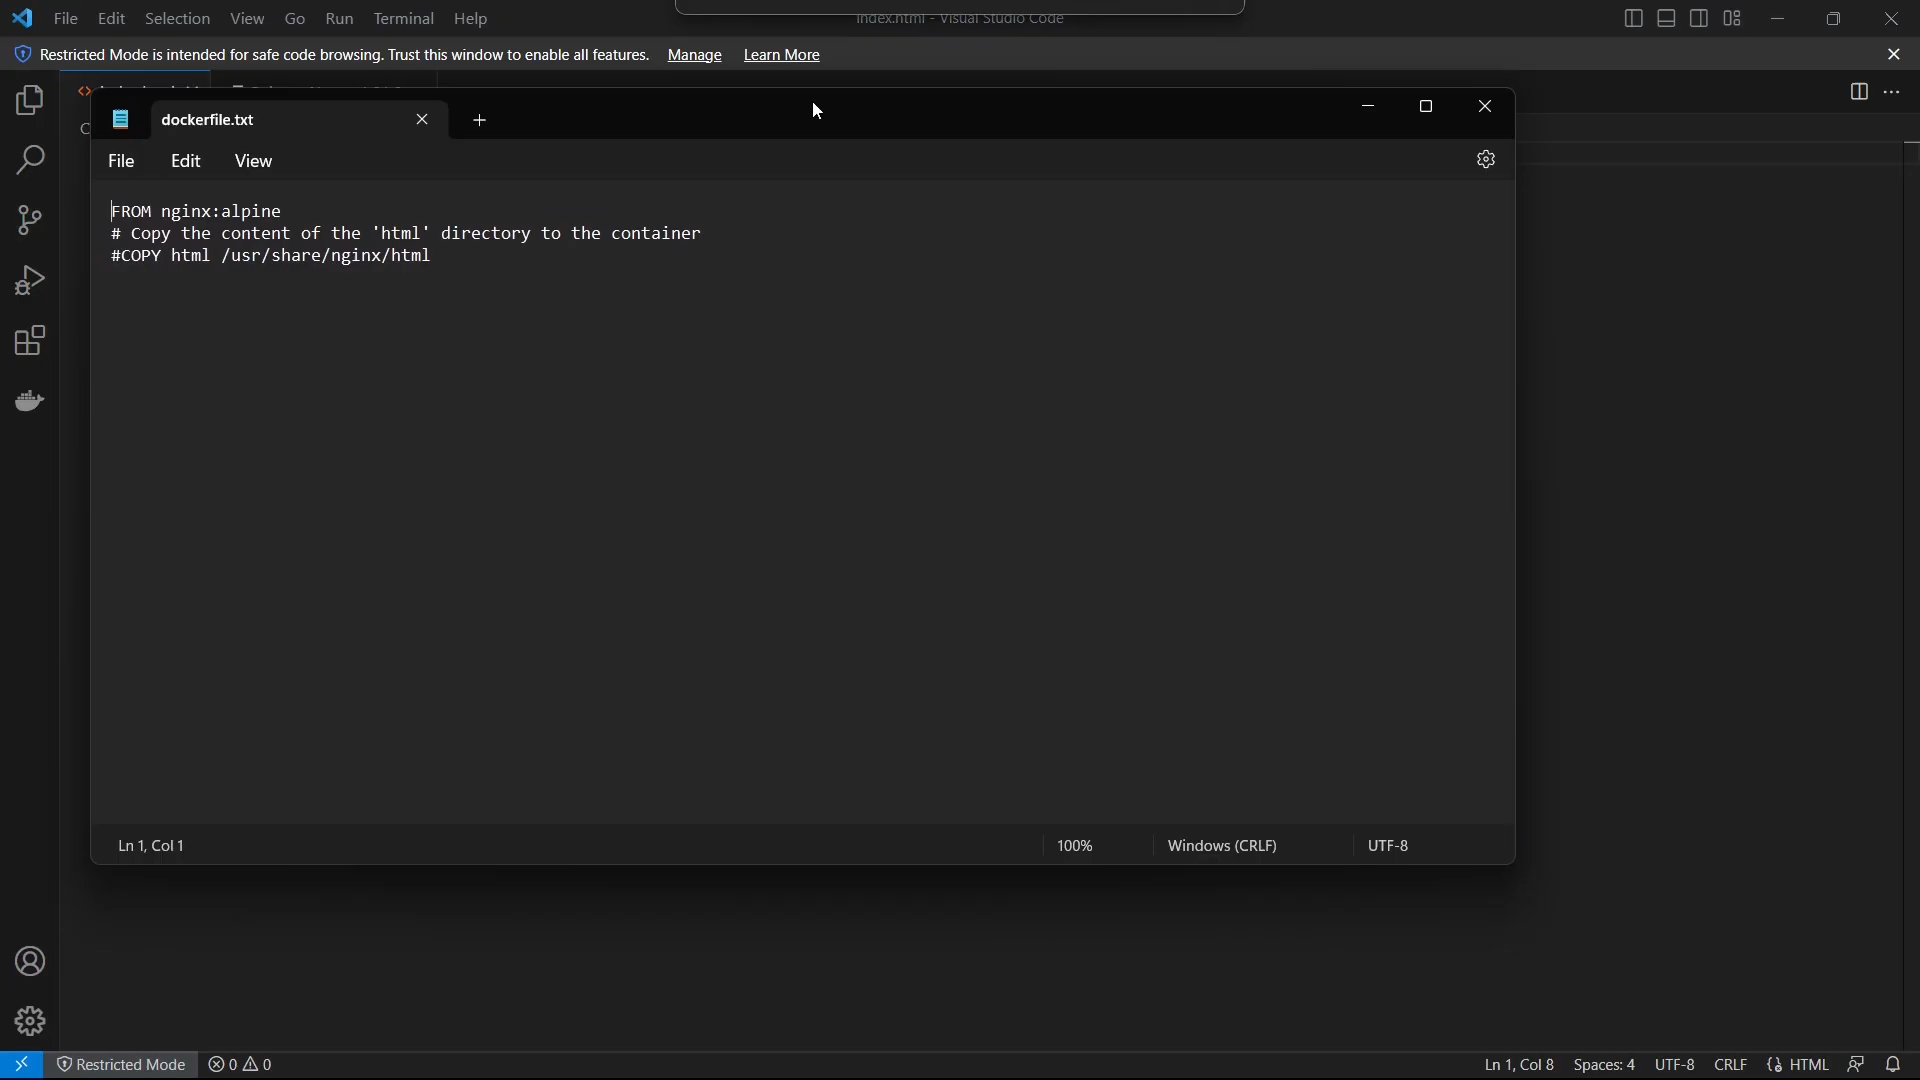 File Edit Selection View Go Run Terminal Help
index.html - Visual Studio Code
Restricted Mode is intended for safe code browsing. Trust this window to enable all features. Manage Learn More
dockerfile.txt
File Edit View
FROM nginx:alpine
# Copy the content of the 'html' directory to the container
#COPY html /usr/share/nginx/html
Ln 1, Col 1 100% Windows (CRLF) UTF-8
Restricted Mode 0 0 Ln 1, Col 8 Spaces: 4 UTF-8 CRLF HTML